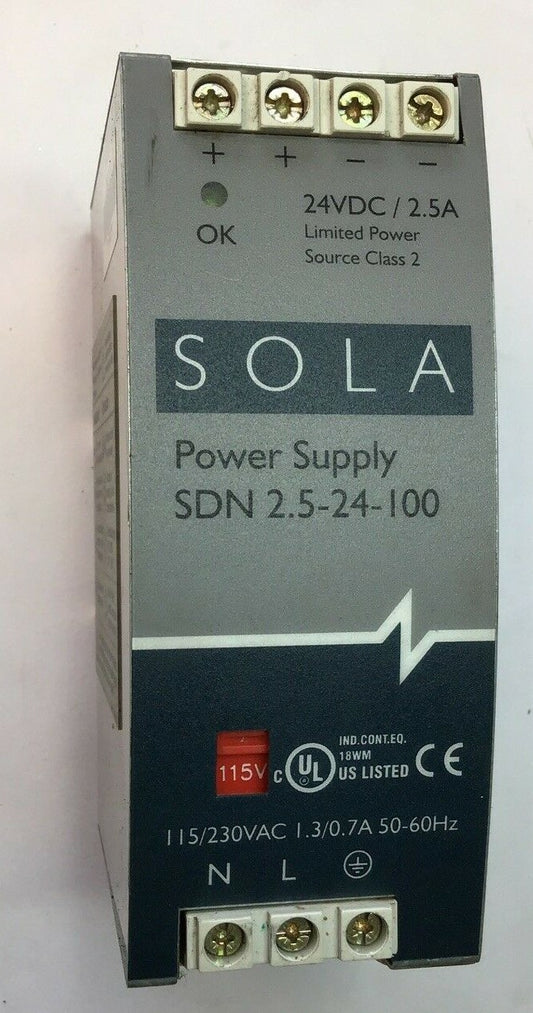 + + − −
OK
24VDC / 2.5A
Limited Power
Source Class 2
SOLA
Power Supply
SDN 2.5-24-100
115V
C UL US LISTED CE
IND.CONT.EQ.
18WM
115/230VAC 1.3/0.7A 50-60Hz
N L